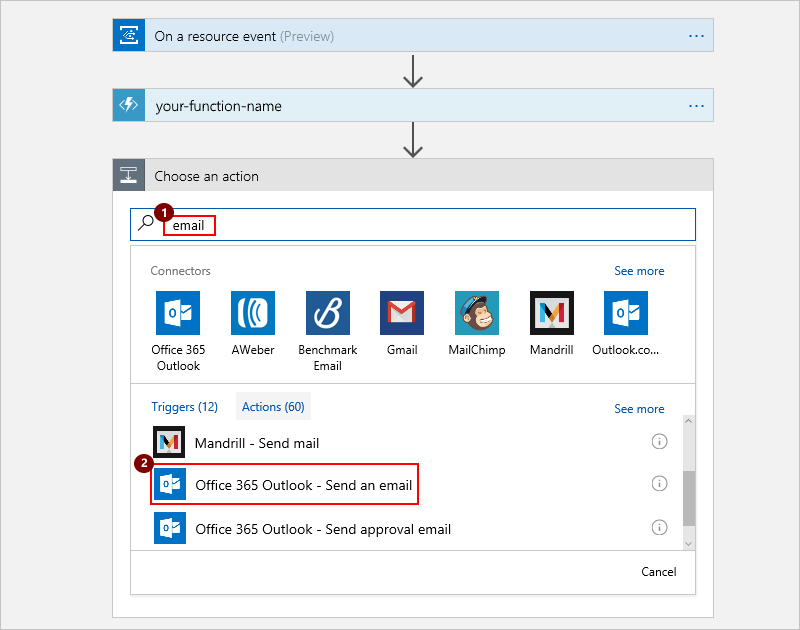 On a resource event (Preview)
your-function-name
Choose an action
1
email
Connectors
See more
Office 365
Outlook
AWeber
Benchmark
Email
Gmail
MailChimp
Mandrill
Outlook.co...
Triggers (12)
Actions (60)
See more
Mandrill - Send mail
2
Office 365 Outlook - Send an email
Office 365 Outlook - Send approval email
Cancel